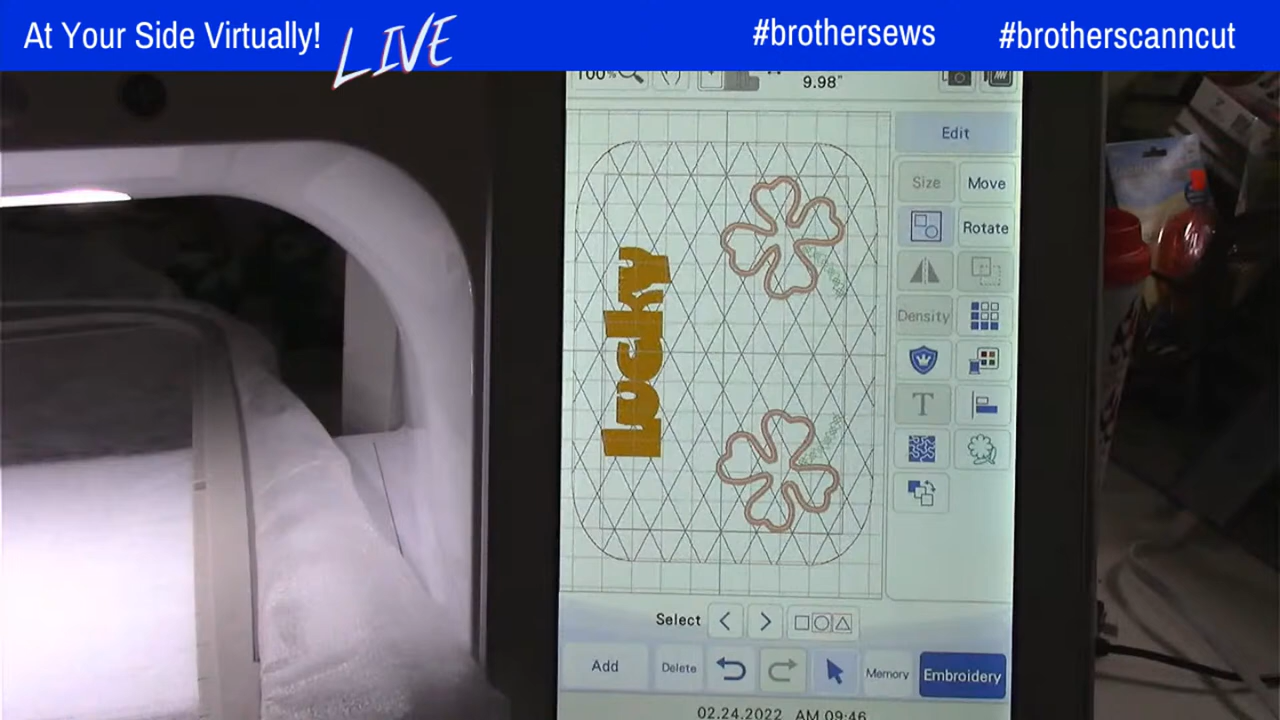 At Your Side Virtually! LIVE
#brothersews
#brotherscanncut
100%
9.98"
Edit
Size
Move
Rotate
Density
T
Lucky
Select
Add
Delete
Memory
Embroidery
02.24.2022 AM 09:46